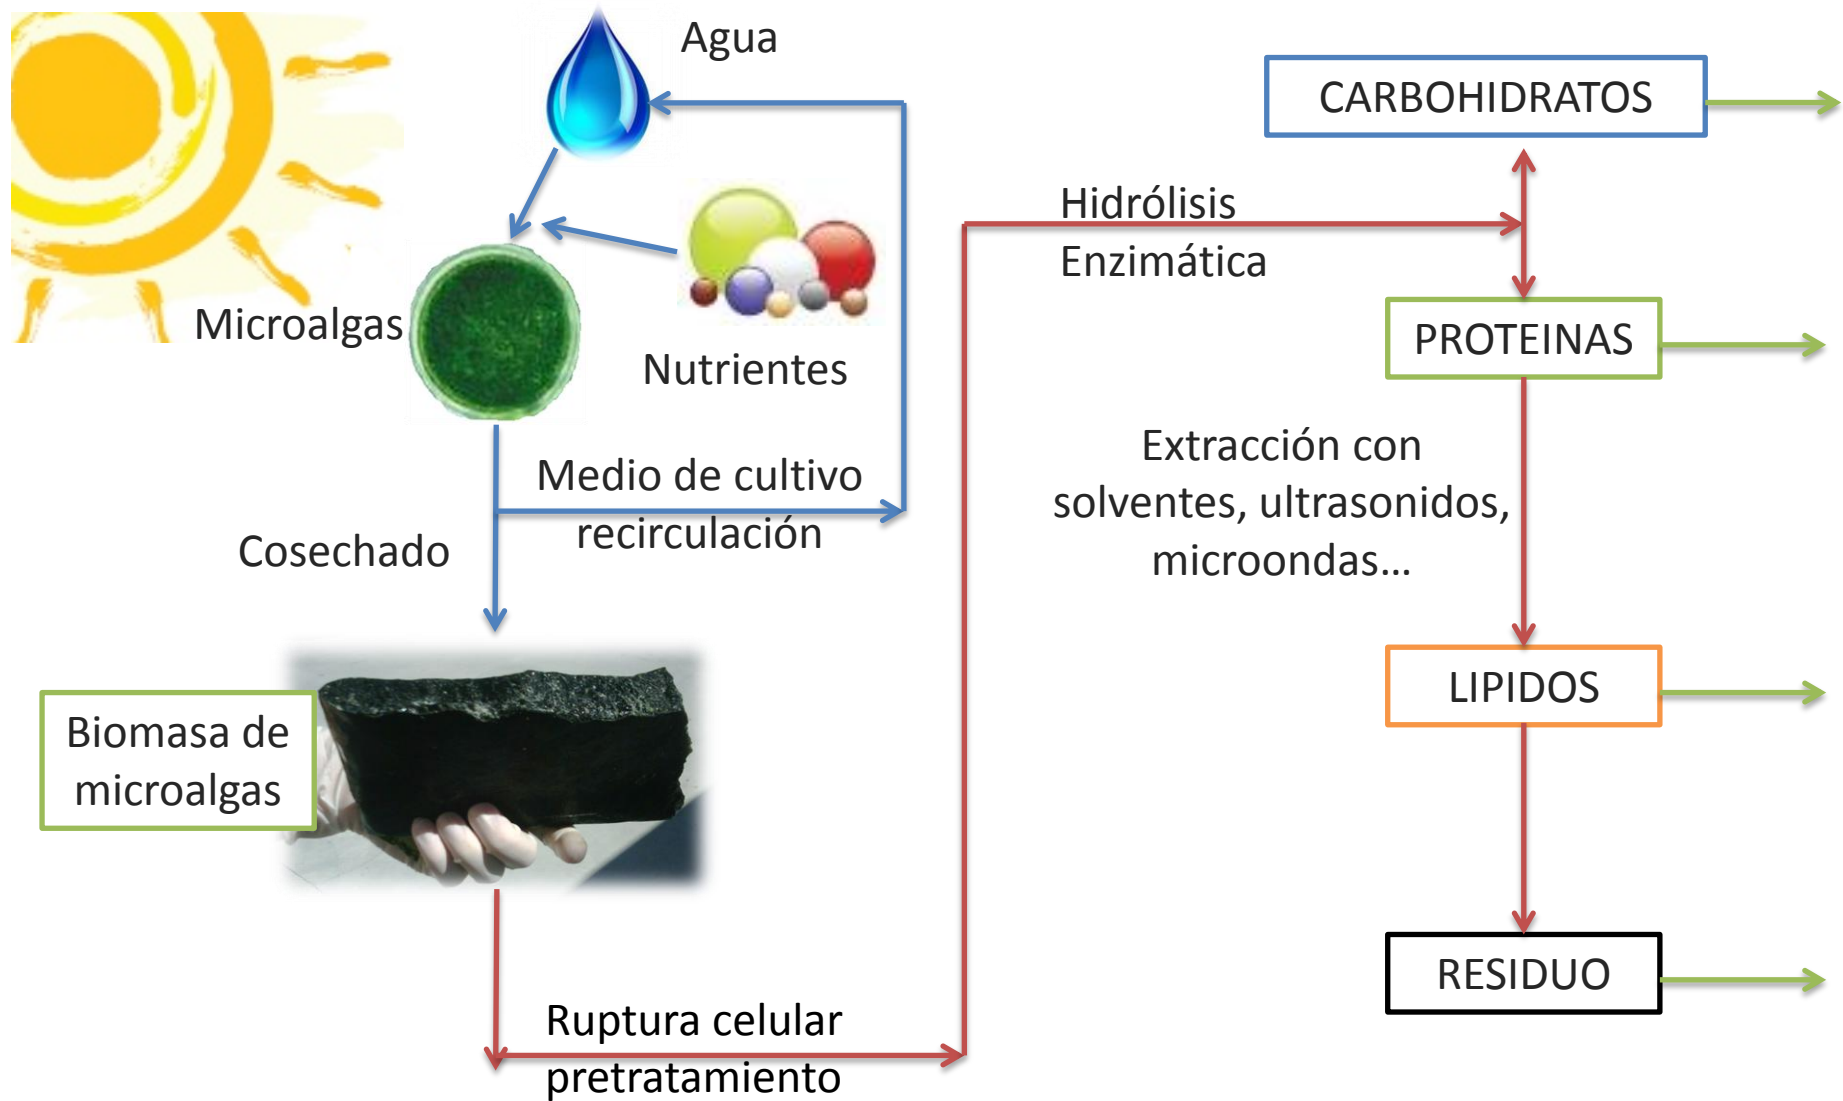 Agua
Microalgas
Nutrientes
Medio de cultivo
recirculación
Cosechado
Biomasa de
microalgas
Ruptura celular
pretratamiento
Hidrólisis
Enzimática
CARBOHIDRATOS
PROTEINAS
Extracción con
solventes, ultrasonidos,
microondas...
LIPIDOS
RESIDUO